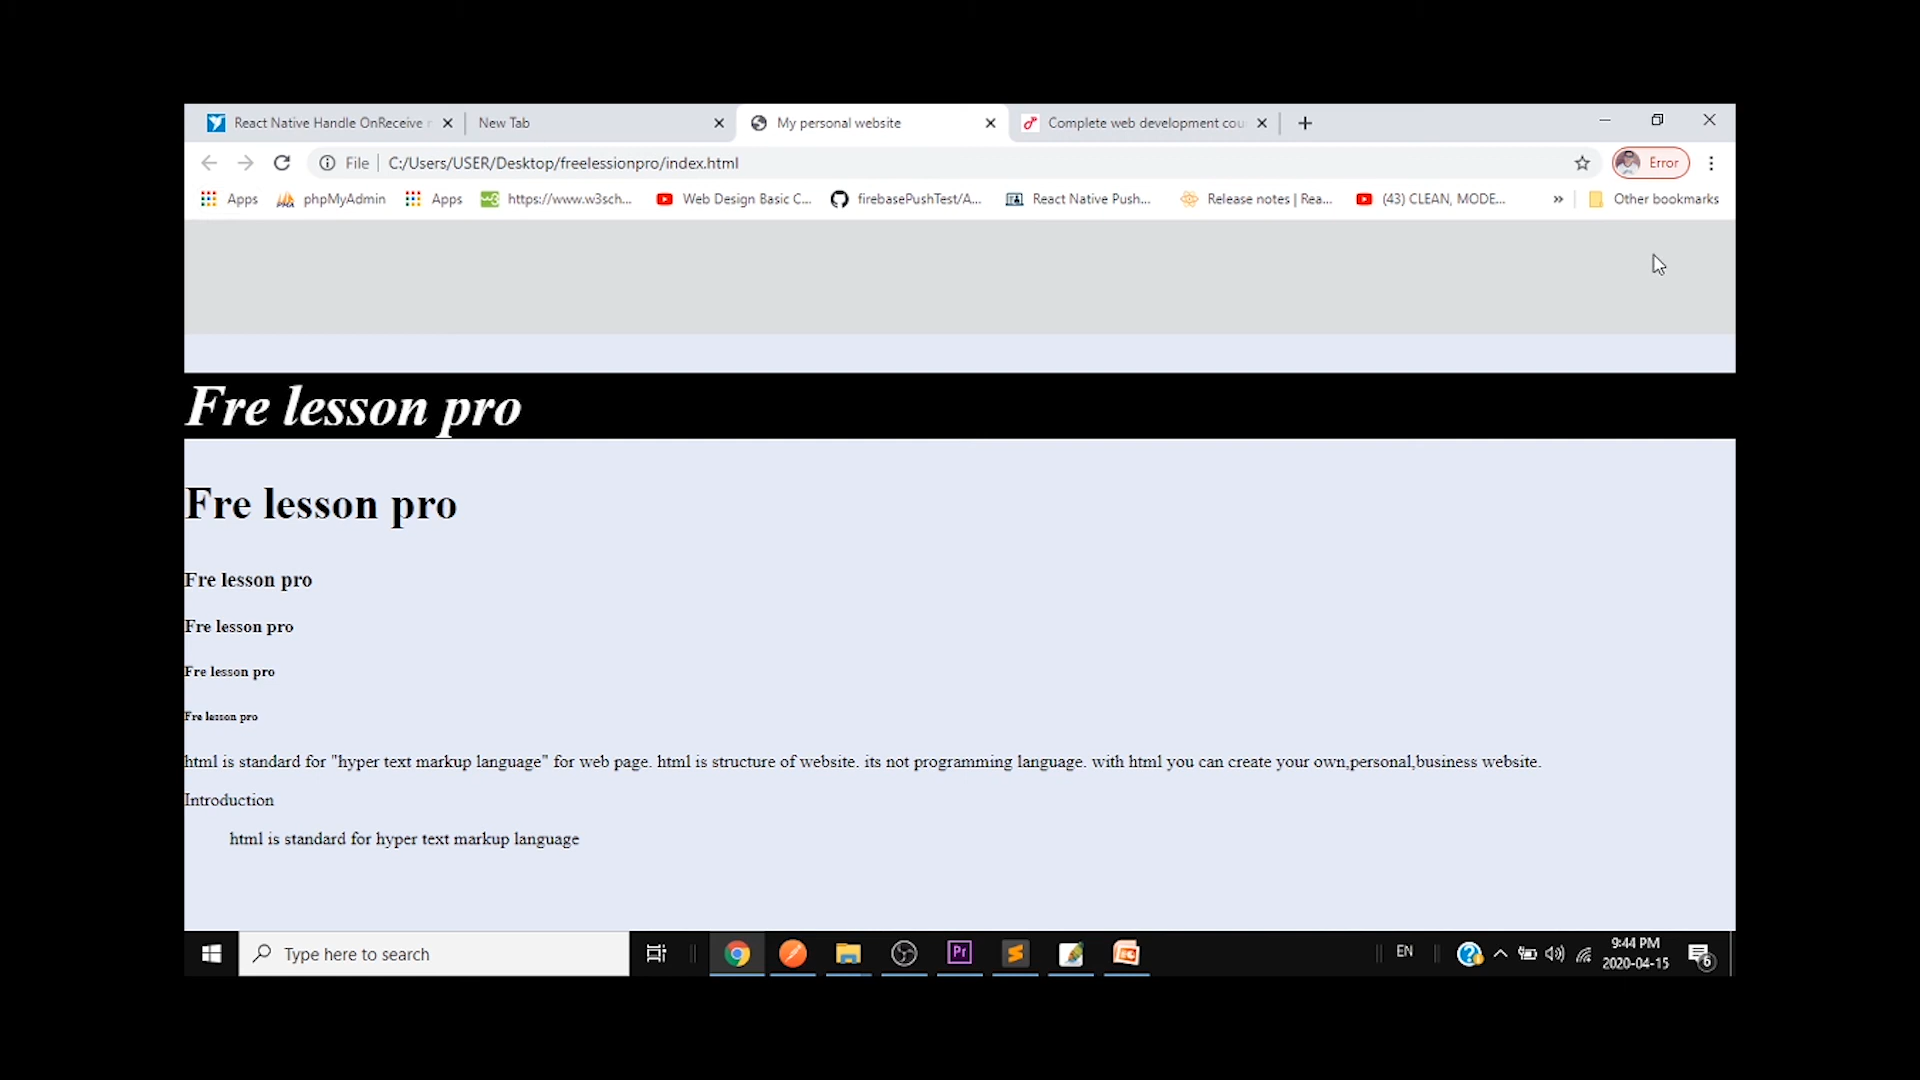 React Native Handle OnReceive
New Tab
My personal website
Complete web development cou
File
C:/Users/USER/Desktop/freelessionpro/index.html
Error
Apps
phpMyAdmin
Apps
https://www.w3sch...
Web Design Basic C...
firebasePushTest/A...
React Native Push...
Release notes | Rea...
(43) CLEAN, MODE...
»
Other bookmarks
Fre lesson pro
Fre lesson pro
Fre lesson pro
Fre lesson pro
Fre lesson pro
Fre lesson pro
html is standard for "hyper text markup language" for web page. html is structure of website. its not programming language. with html you can create your own,personal,business website.
Introduction
html is standard for hyper text markup language
Type here to search
Pr
EN
9:44 PM
2020-04-15
6